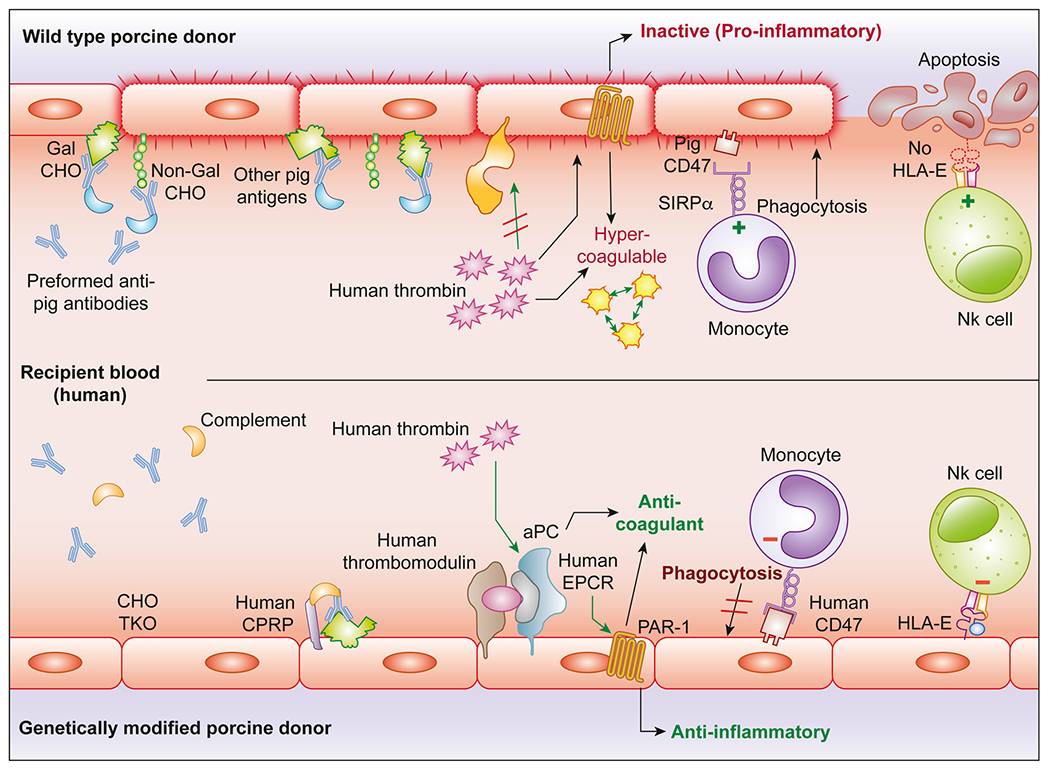 Wild type porcine donor
Inactive (Pro-inflammatory)
Apoptosis
Gal
CHO
Non-Gal
CHO
Other pig
antigens
Pig
CD47
No
HLA-E
SIRPα
Phagocytosis
Hyper-
coagulable
Preformed anti-
pig antibodies
Human thrombin
Monocyte
Nk cell
Recipient blood
(human)
Complement
Human thrombin
Monocyte
Nk cell
Anti-
coagulant
aPC
Human
thrombomodulin
Human
EPCR
Phagocytosis
CHO
TKO
Human
CPRP
PAR-1
Human
CD47
HLA-E
Genetically modified porcine donor
Anti-inflammatory